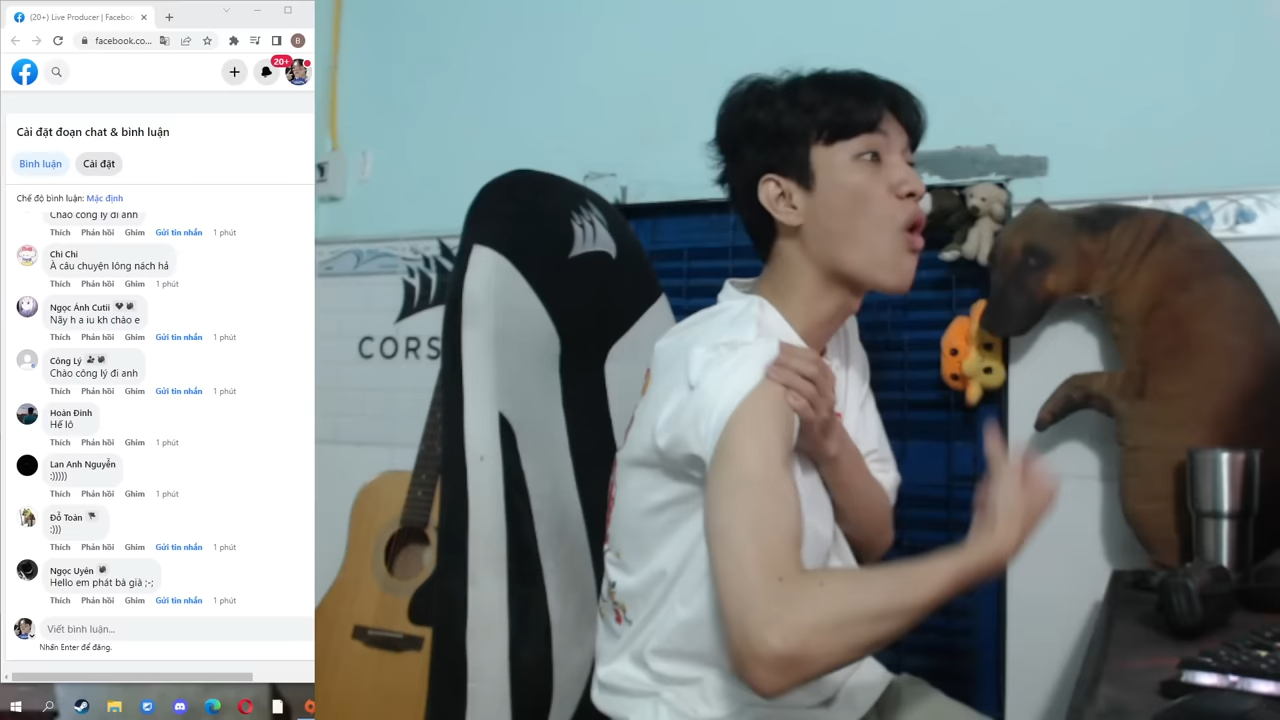 (20+) Live Producer | Faceboo
facebook.co...
B
20+
Cài đặt đoạn chat & bình luận
Bình luận
Cài đặt
Chế độ bình luận: Mặc định
Chào công lý đi anh
Thích Phản hồi Ghim Gửi tin nhắn 1 phút
Chi Chi
À câu chuyện lông nách hả
Thích Phản hồi Ghim 1 phút
Ngọc Ánh Cutii
Nãy h a iu kh chào e
Thích Phản hồi Ghim Gửi tin nhắn 1 phút
Công Lý
Chào công lý đi anh
Thích Phản hồi Ghim Gửi tin nhắn 1 phút
Hoàn Đinh
Hế lô
Thích Phản hồi Ghim 1 phút
Lan Anh Nguyễn
:)))))
Thích Phản hồi Ghim 1 phút
Đỗ Toàn
:)))
Thích Phản hồi Ghim Gửi tin nhắn 1 phút
Ngọc Uyên
Hello em phát bà già ;-;
Thích Phản hồi Ghim Gửi tin nhắn 1 phút
Viết bình luận...
Nhấn Enter để đăng.
CORS